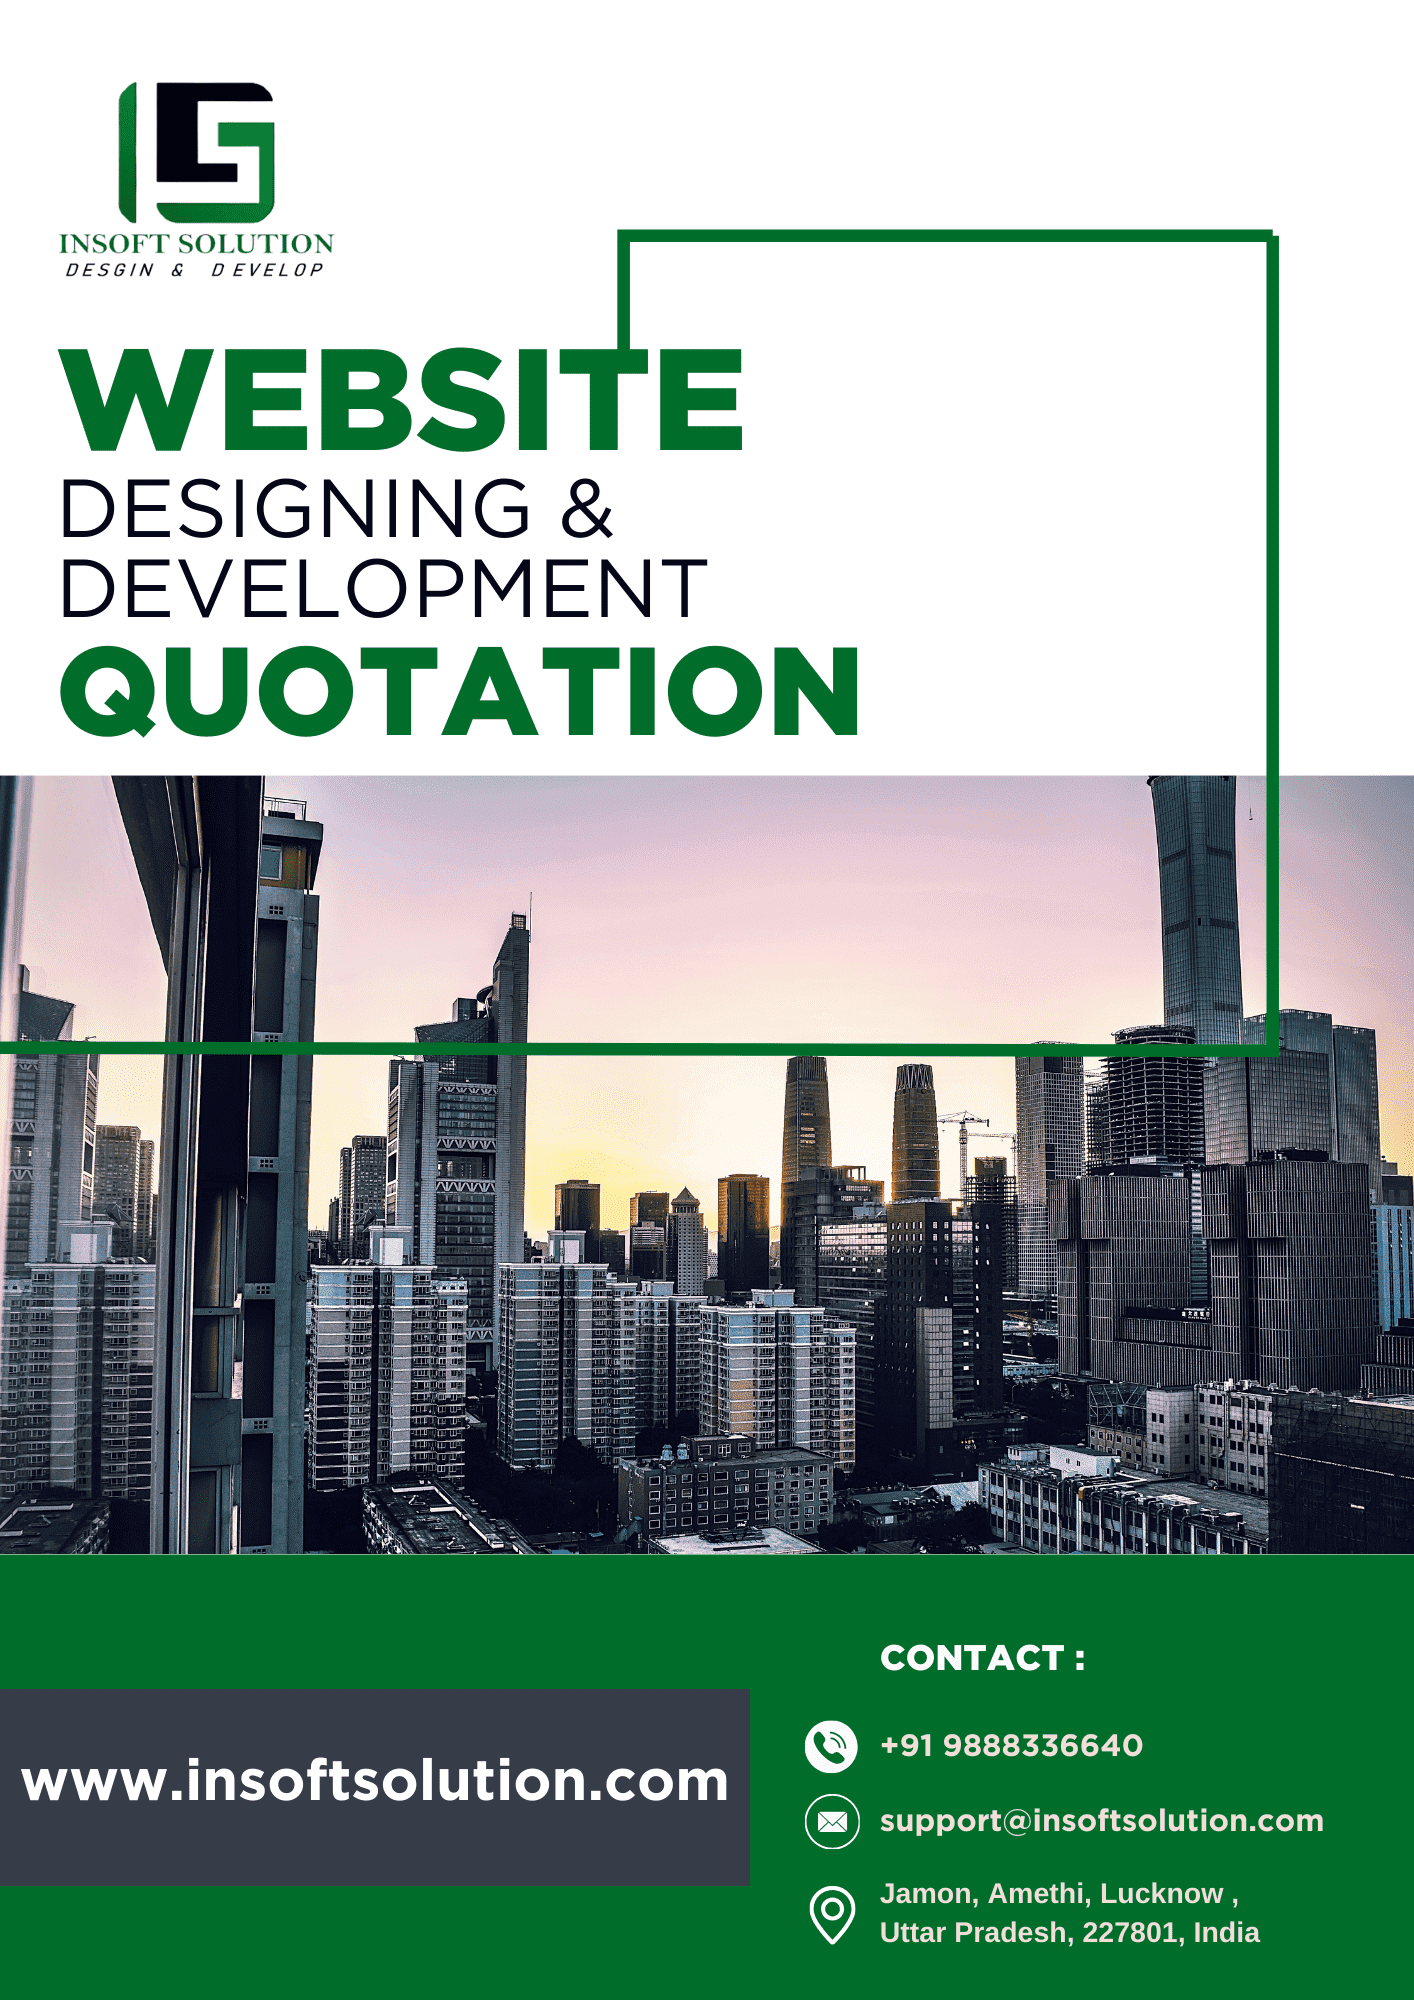 INSOFT SOLUTION
DESGIN & DEVELOP
WEBSITE
DESIGNING &
DEVELOPMENT
QUOTATION
www.insoftsolution.com
CONTACT :
+91 9888336640
support@insoftsolution.com
Jamon, Amethi, Lucknow ,
Uttar Pradesh, 227801, India